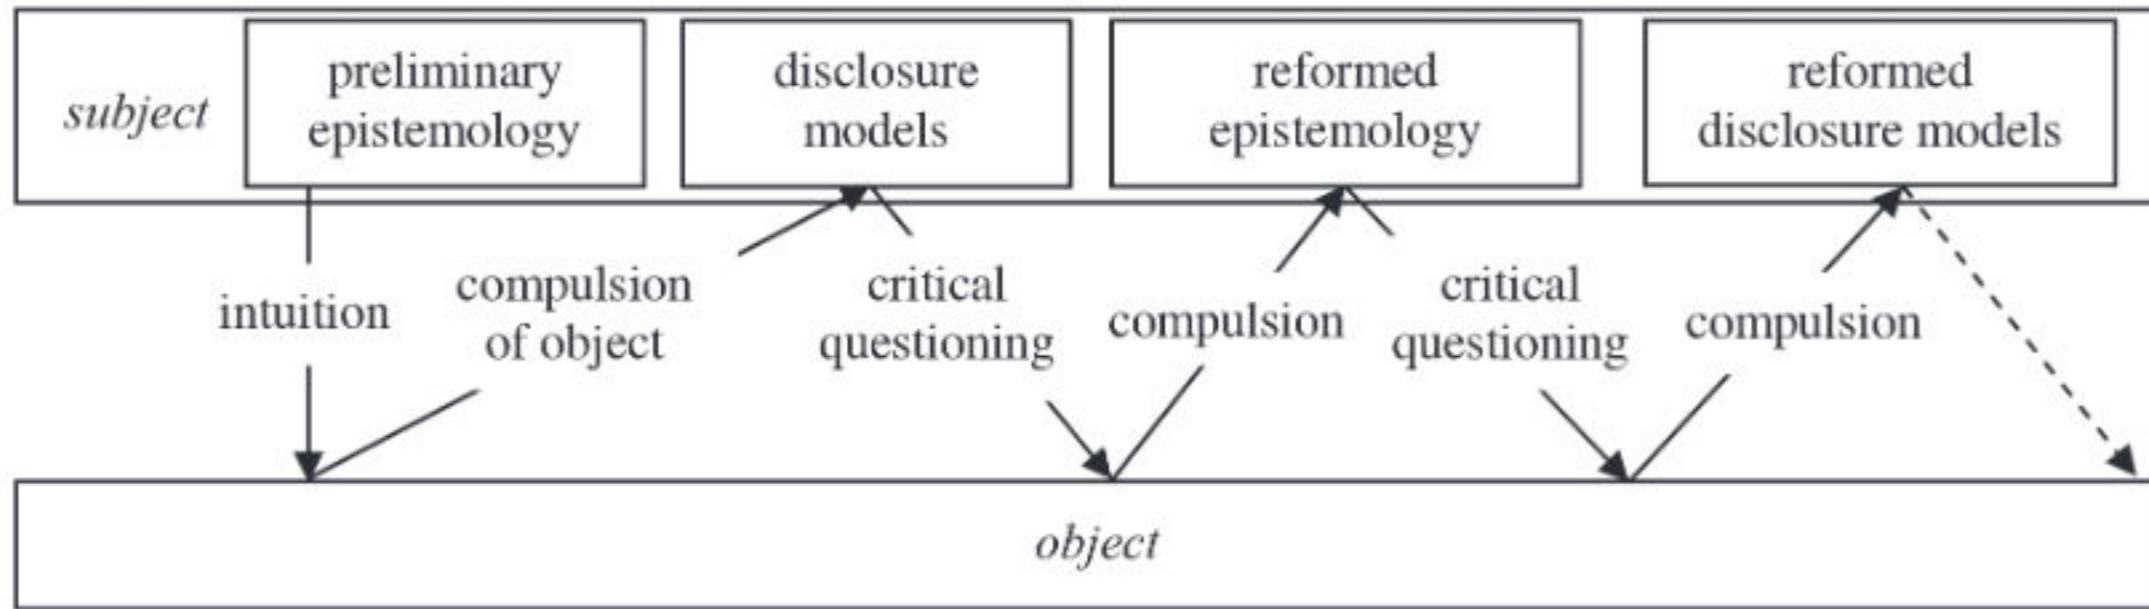 subject
preliminary
epistemology
disclosure
models
reformed
epistemology
reformed
disclosure models
intuition
compulsion
of object
critical
questioning
compulsion
critical
questioning
compulsion
object